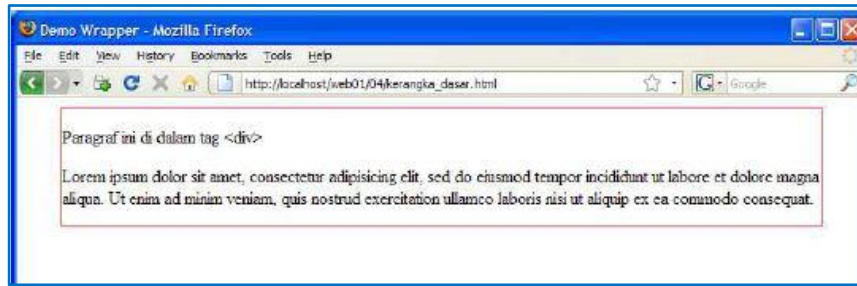 Demo Wrapper - Mozilla Firefox
File Edit View History Bookmarks Tools Help
http://localhost/web01/04/kerangka_dasar.html G Google
Paragraf ini di dalam tag <div>
Lorem ipsum dolor sit amet, consectetur adipisicing elit, sed do eiusmod tempor incididunt ut labore et dolore magna
aliqua. Ut enim ad minim veniam, quis nostrud exercitation ullamco laboris nisi ut aliquip ex ea commodo consequat.